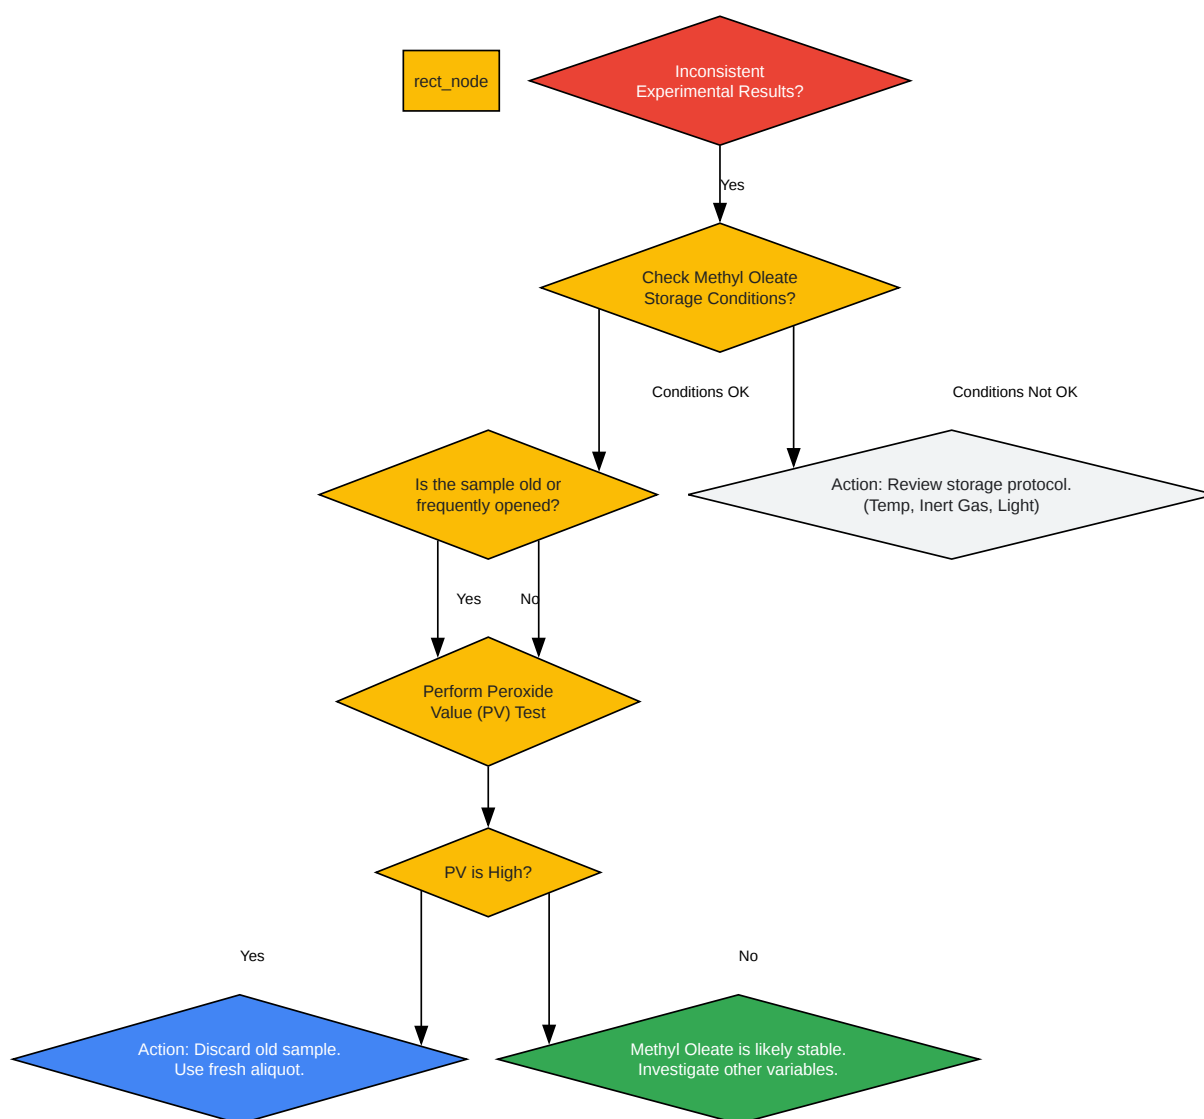 rect_node
Inconsistent
Experimental Results?
Yes
Check Methyl Oleate
Storage Conditions?
Conditions OK
Conditions Not OK
Is the sample old or
frequently opened?
Action: Review storage protocol.
(Temp, Inert Gas, Light)
Yes
No
Perform Peroxide
Value (PV) Test
PV is High?
Yes
No
Action: Discard old sample.
Use fresh aliquot.
Methyl Oleate is likely stable.
Investigate other variables.